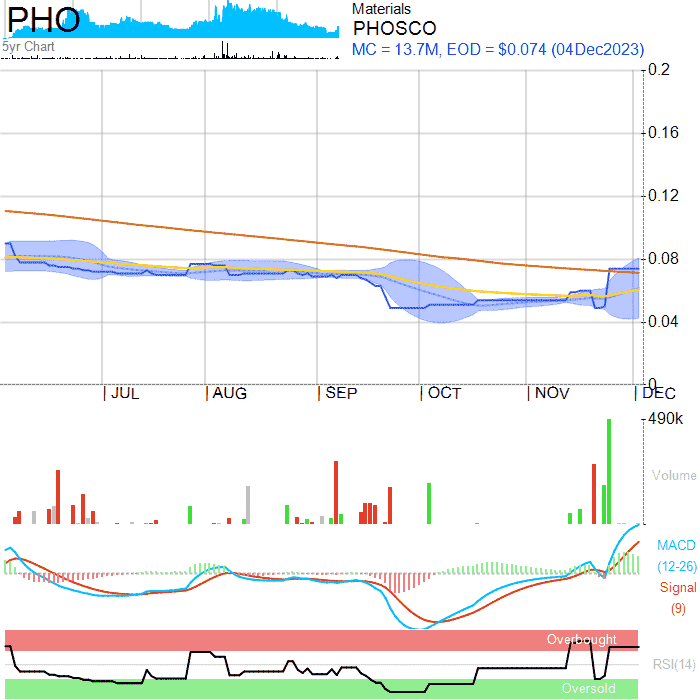 PHO
5yr Chart
Materials
PHOSCO
MC = 13.7M, EOD = $0.074 (04Dec2023)
0.2
0.16
0.12
0.08
0.04
0
JUL
AUG
SEP
OCT
NOV
DEC
490k
Volume
MACD
(12-26)
Signal
(9)
Overbought
RSI(14)
Oversold